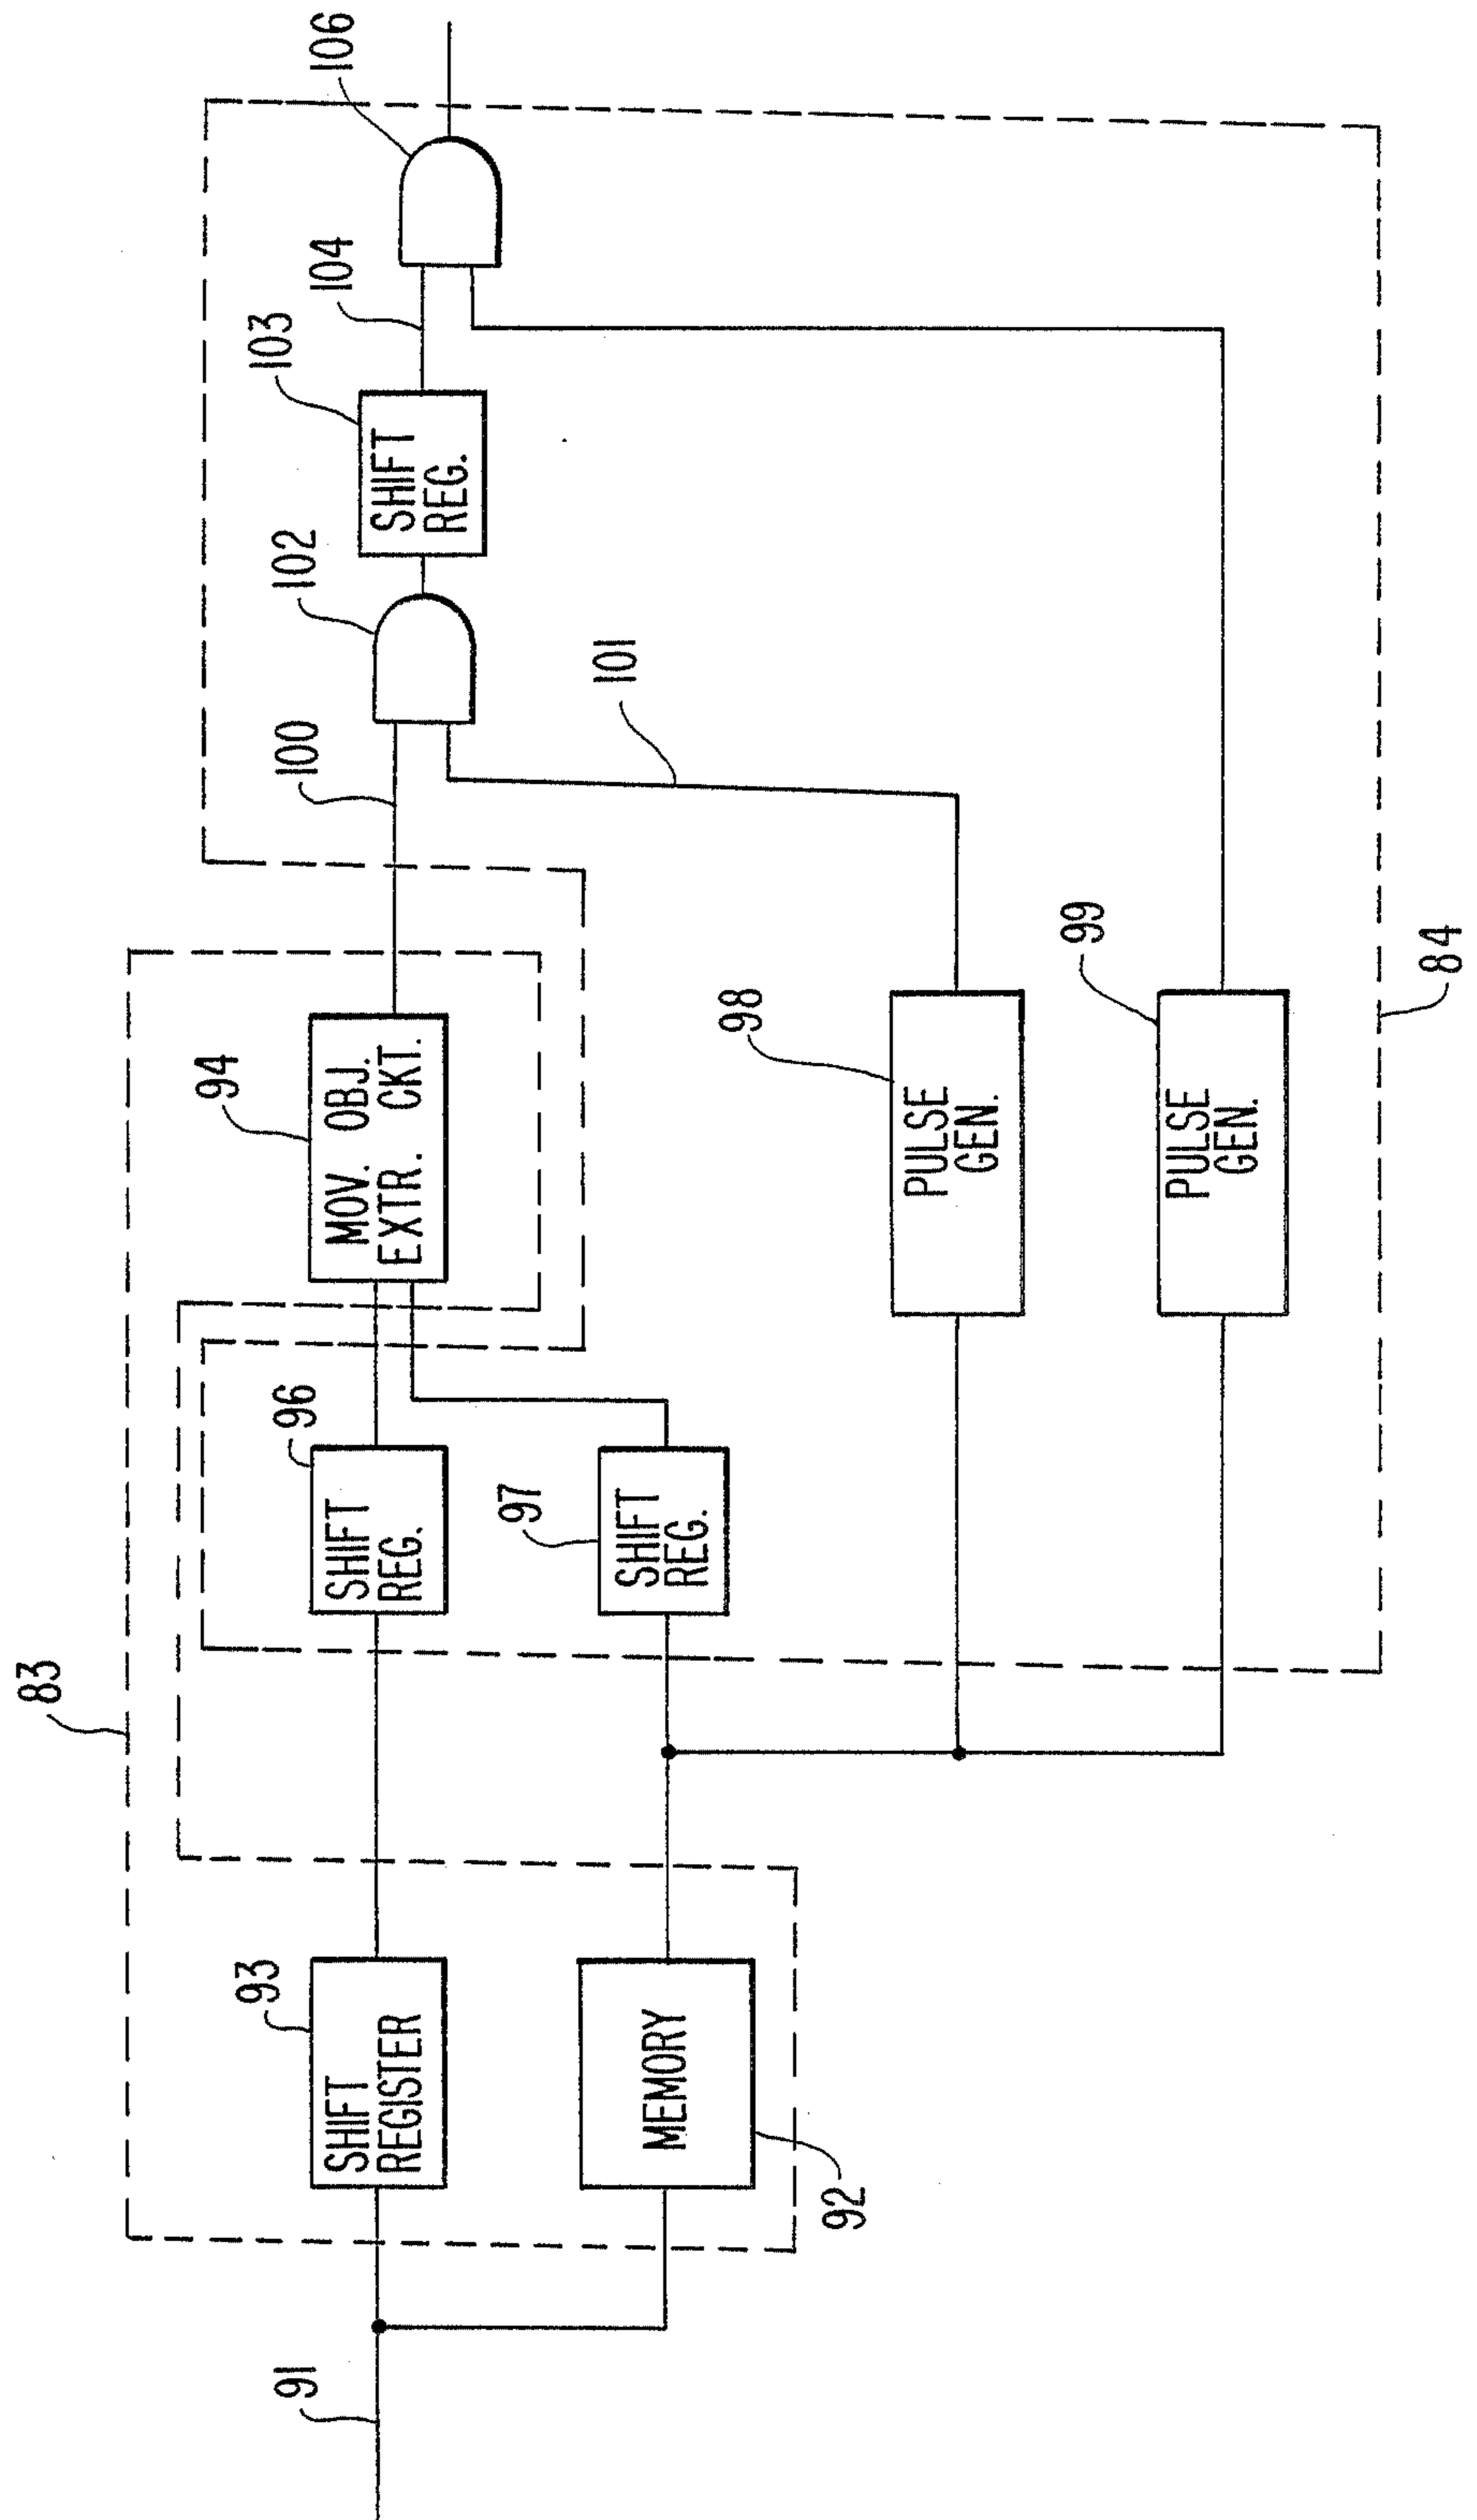 83
91
93
SHIFT
REGISTER
MEMORY
92
96
SHIFT
REG.
97
SHIFT
REG.
94
MOV. OBJ.
EXTR. CKT.
98
PULSE
GEN.
99
PULSE
GEN.
84
100
101
102
103
SHIFT
REG.
104
106